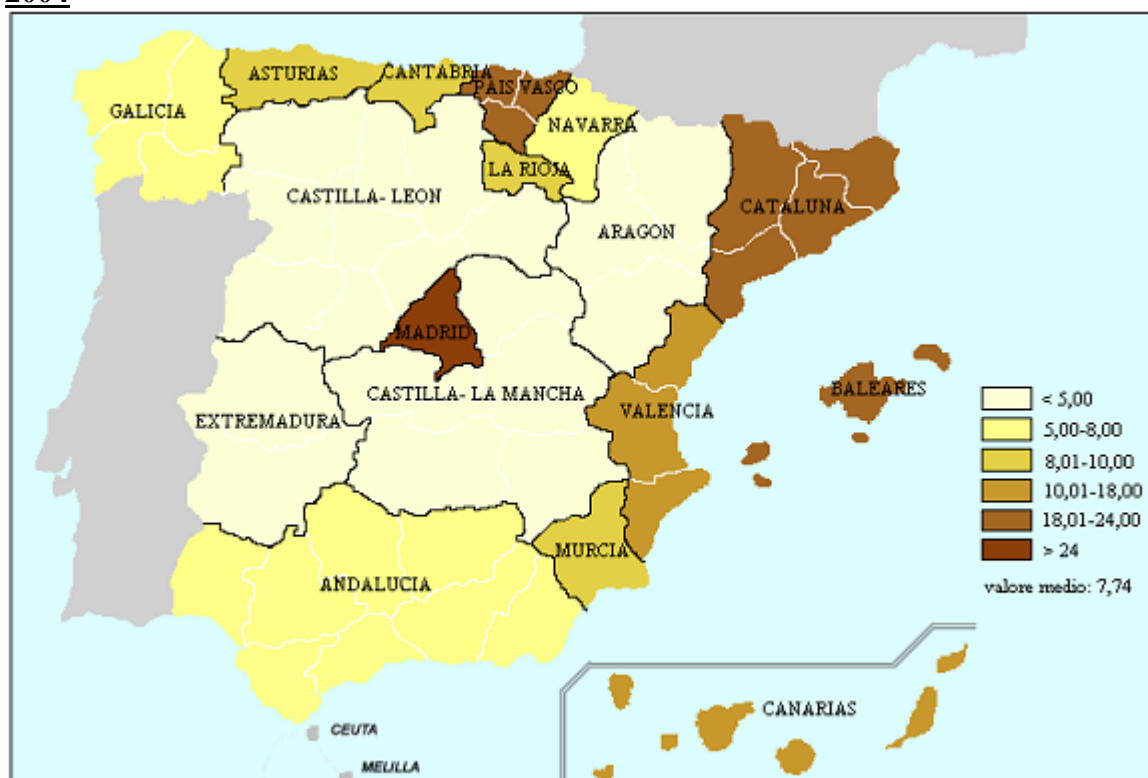 2004
ASTURIAS
CANTABRIA
PAIS VASCO
GALICIA
NAVARRA
LA RIOJA
CASTILLA- LEON
CATALUNA
ARAGON
MADRID
BALEARES
CASTILLA- LA MANCHA
VALENCIA
EXTREMADURA
< 5,00
5,00-8,00
8,01-10,00
10,01-18,00
18,01-24,00
> 24
valore medio: 7,74
MURCIA
ANDALUCIA
CANARIAS
CEUTA
MELILLA